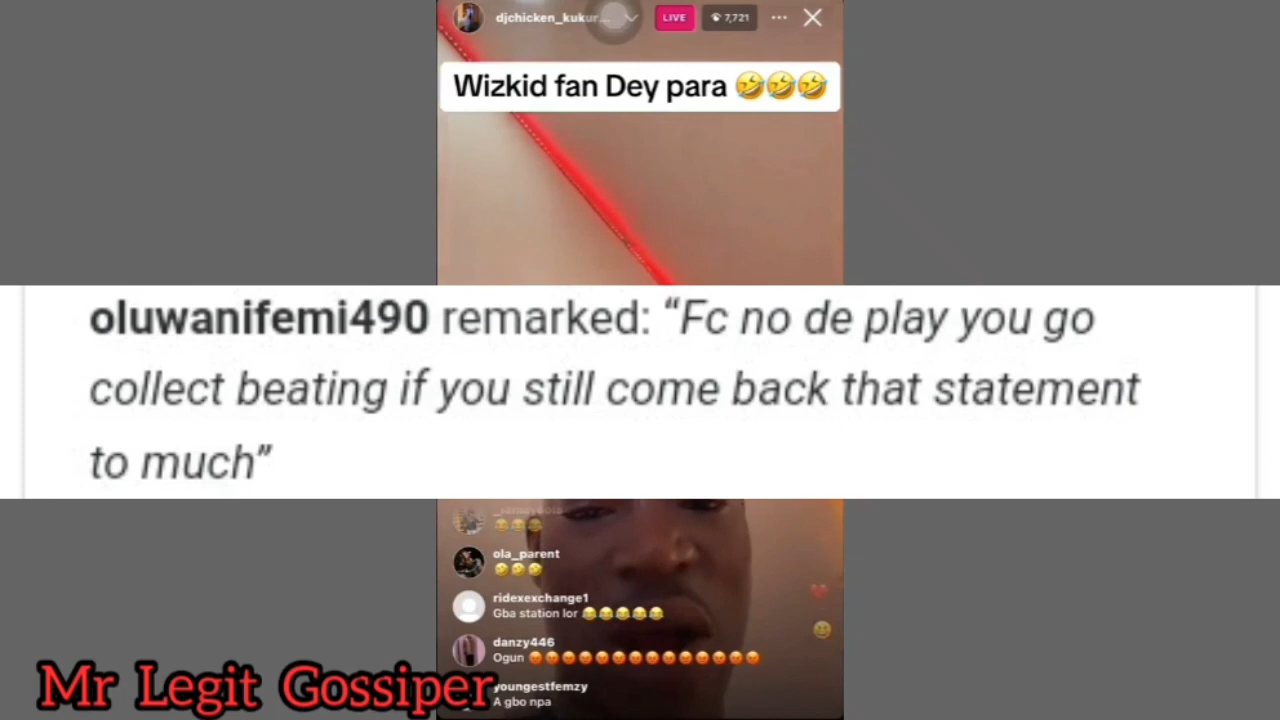 djchicken_kukur...
LIVE
7,721
Wizkid fan Dey para 🤣🤣🤣
oluwanifemi490 remarked: “Fc no de play you go
collect beating if you still come back that statement
to much”
😂😂😂
ola_parent
🤣🤣🤣
ridexexchange1
Gba station lor 😂😂😂😂😂
danzy446
Ogun 😡😡😡😡😡😡😡😡😡😡😡😡😡😡
youngestfemzy
A gbo npa
Mr Legit Gossiper